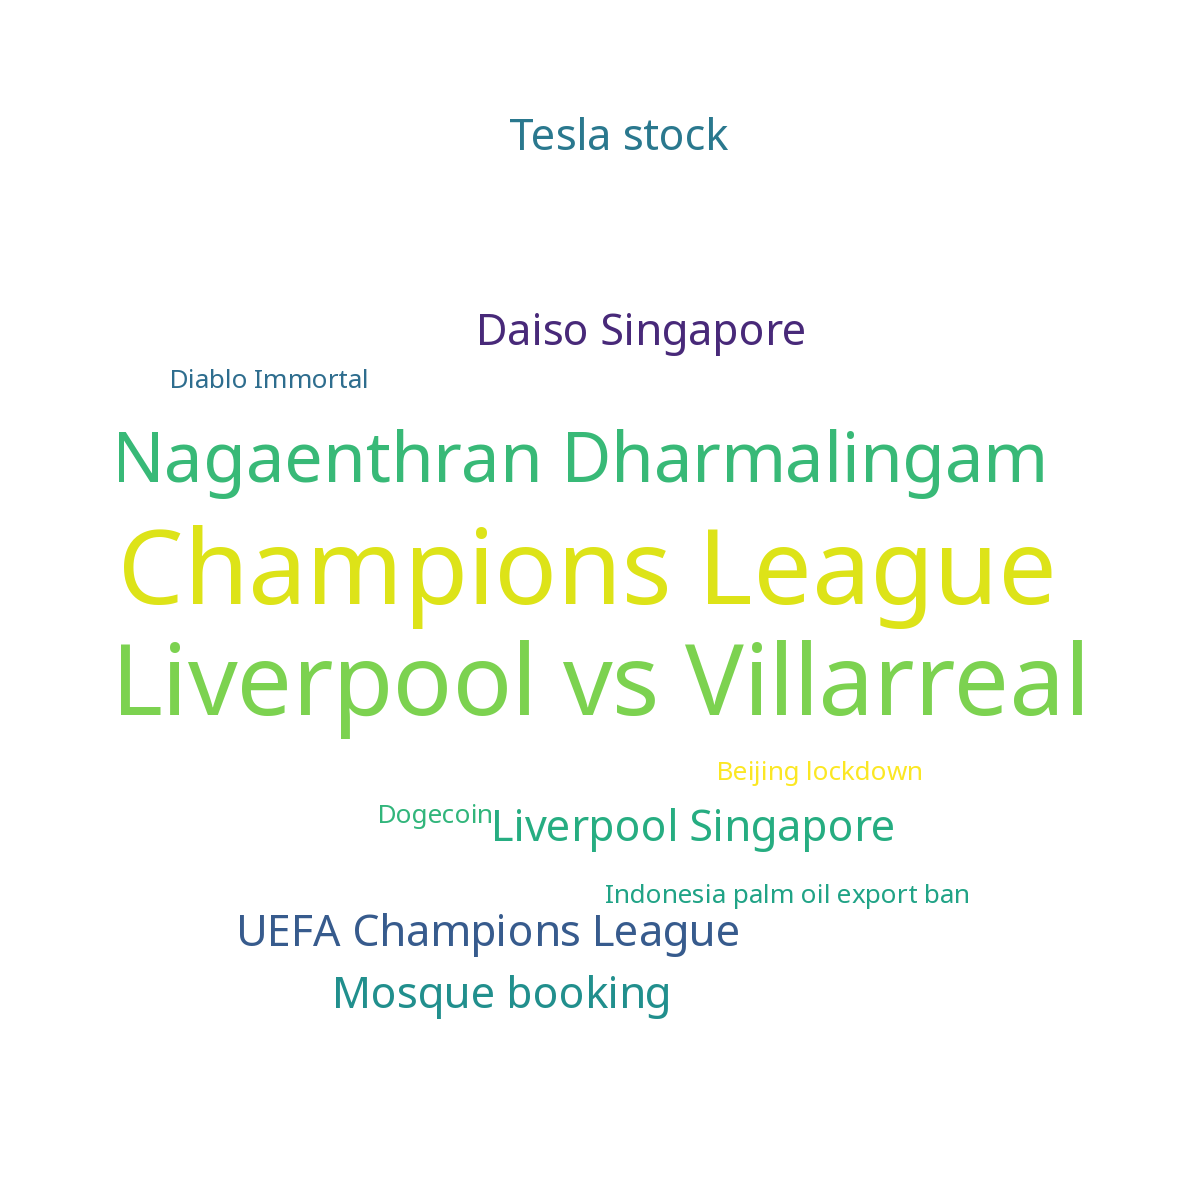 Tesla stock
Daiso Singapore
Diablo Immortal
Nagaenthran Dharmalingam
Champions League
Liverpool vs Villarreal
Beijing lockdown
Dogecoin
Liverpool Singapore
Indonesia palm oil export ban
UEFA Champions League
Mosque booking